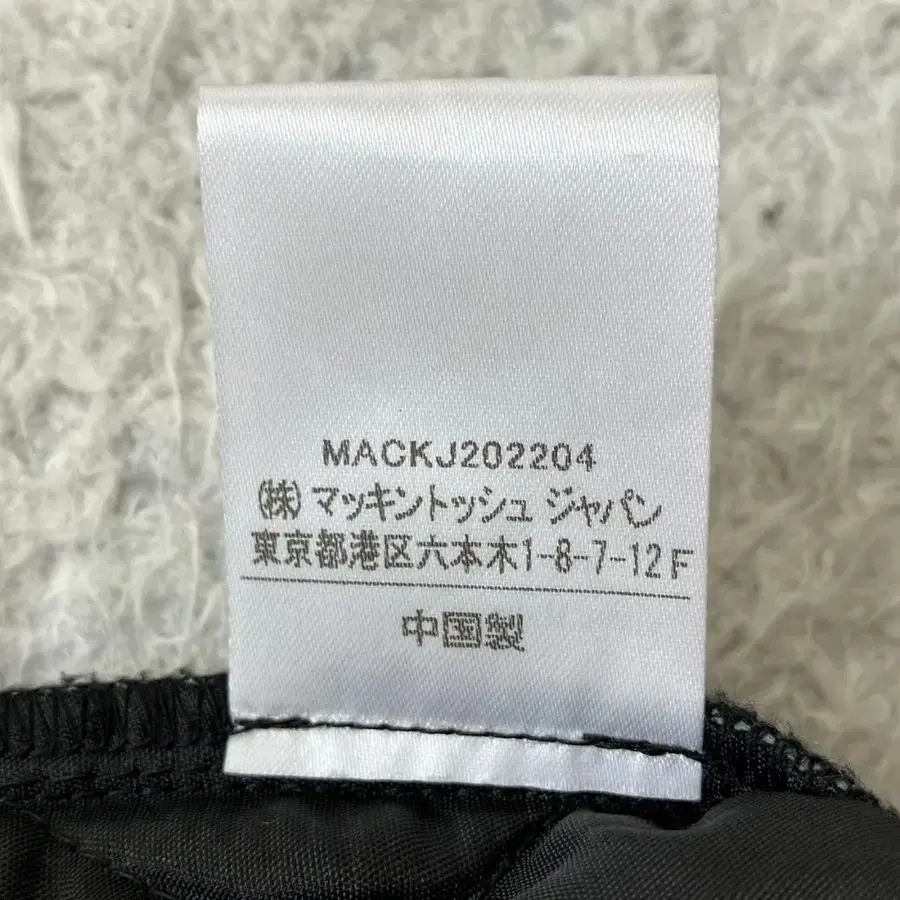 MACKJ202204
㈱マッキントッシュ ジャパン
東京都港区六本木1-8-7-12F
中国製